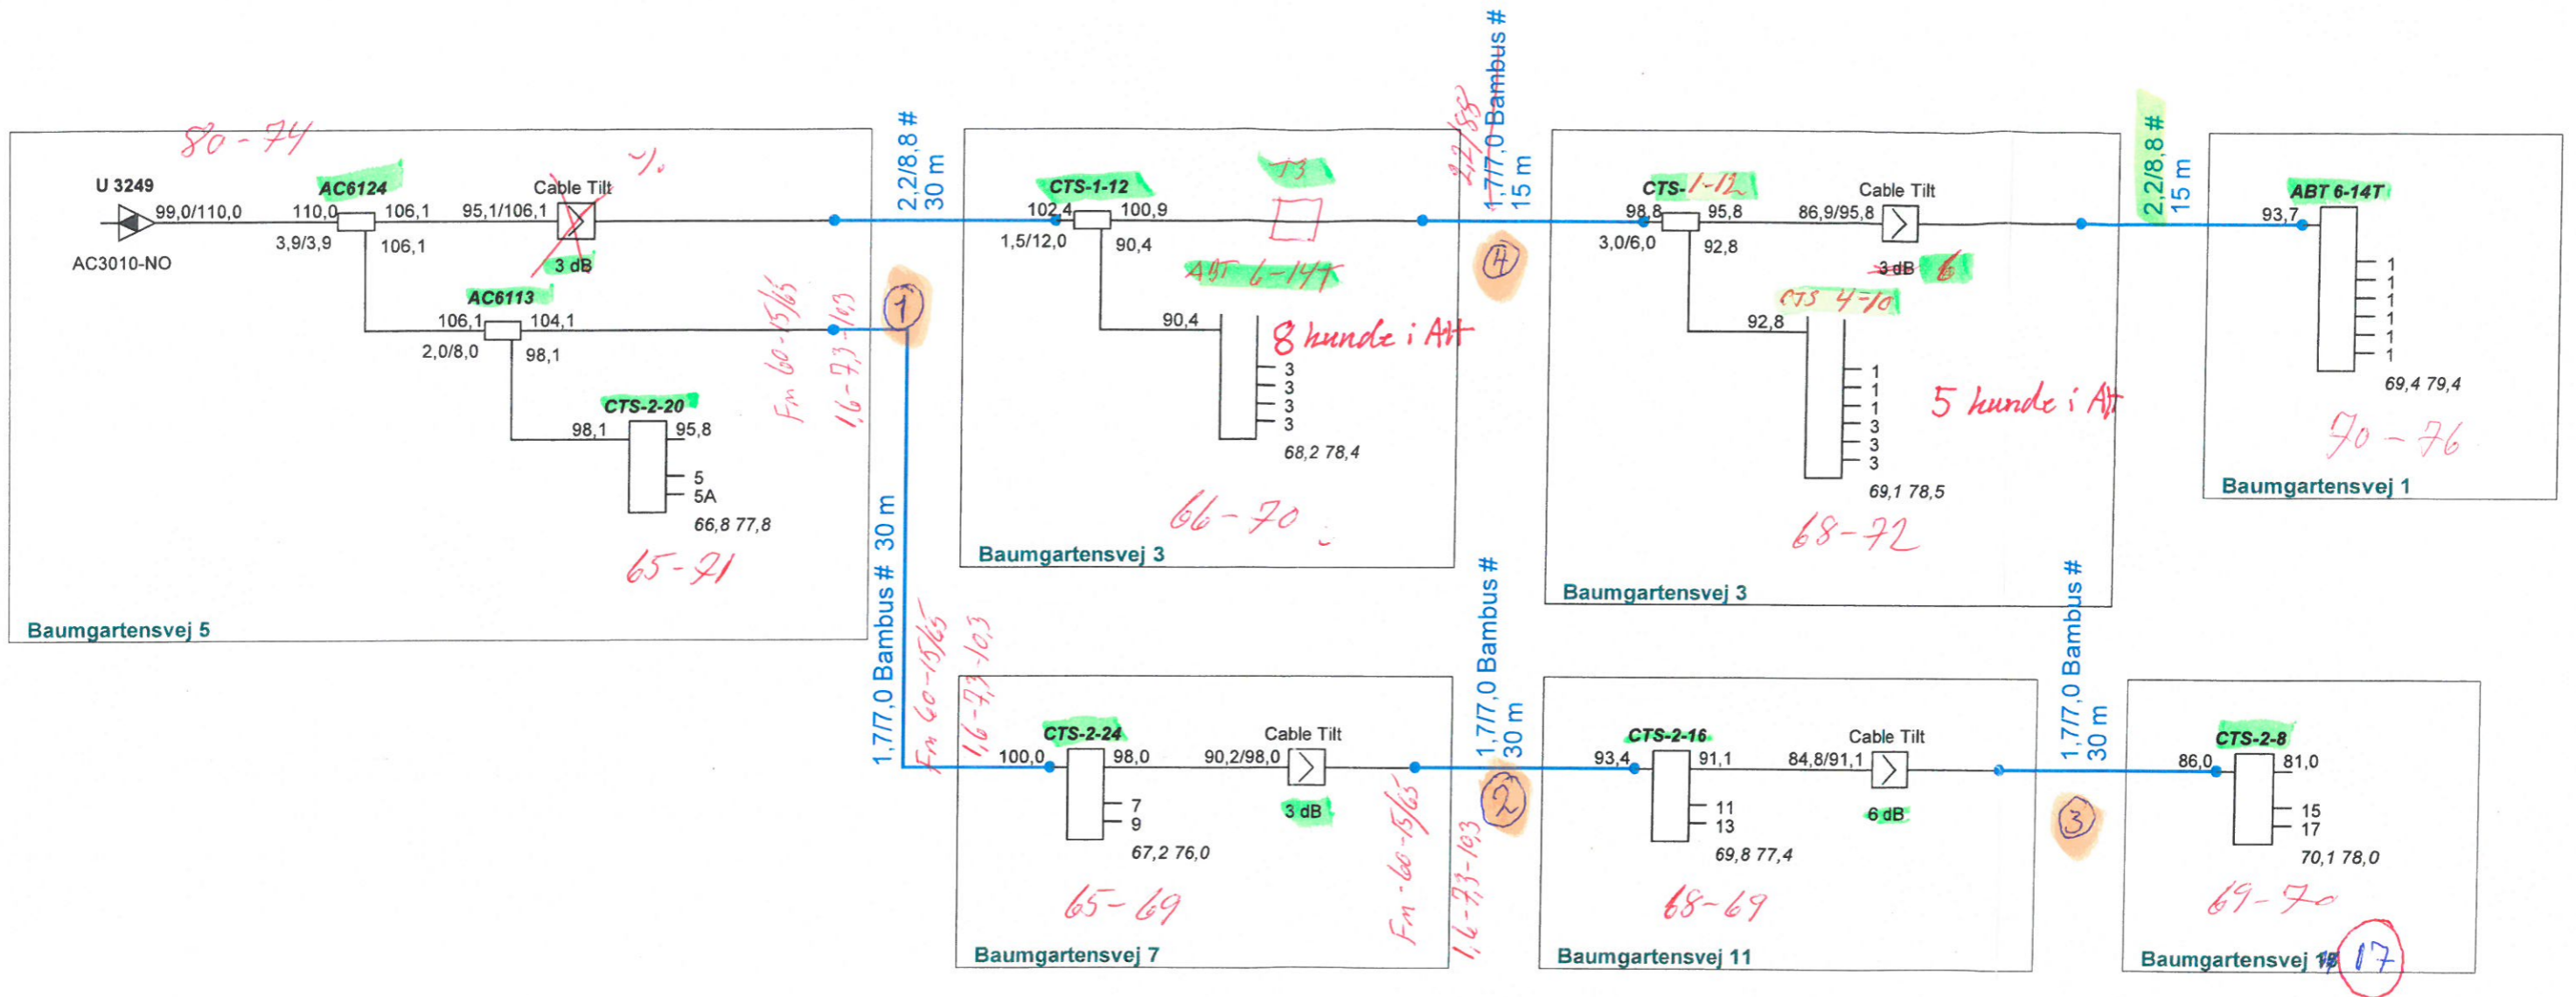 80-74
U 3249
AC3010-NO
99,0/110,0
AC6124
110,0
106,1
3,9/3,9
106,1
95,1/106,1
Cable Tilt
3 dB
AC6113
106,1
104,1
2,0/8,0
98,1
CTS-2-20
98,1
95,8
5
5A
66,8 77,8
65-71
Baumgartensvej 5
Fm 60-15/65
1,6-7,3-10,3
2,2/8,8 #
30 m
1
1,7/7,0 Bambus # 30 m
Fm 60-15/65
1,6-7,3-10,3
CTS-1-12
102,4
100,9
1,5/12,0
90,4
T3
ABT 6-14T
90,4
8 kunde i Alt
3
3
3
3
68,2 78,4
66-70
Baumgartensvej 3
1,7/7,0 Bambus #
15 m
4
CTS-1-12
98,8
95,8
3,0/6,0
92,8
86,9/95,8
Cable Tilt
3 dB 6
CTS 4-10
92,8
1
1
1
3
3
3
5 kunde i Alt
69,1 78,5
68-72
Baumgartensvej 3
2,2/8,8 #
15 m
ABT 6-14T
93,7
1
1
1
1
1
1
69,4 79,4
70-76
Baumgartensvej 1
CTS-2-24
100,0
98,0
7
9
67,2 76,0
90,2/98,0
Cable Tilt
3 dB
65-69
Baumgartensvej 7
Fm-60-15/65
1,6-7,3-10,3
1,7/7,0 Bambus #
30 m
2
CTS-2-16
93,4
91,1
11
13
69,8 77,4
84,8/91,1
Cable Tilt
6 dB
68-69
Baumgartensvej 11
1,7/7,0 Bambus #
30 m
3
CTS-2-8
86,0
81,0
15
17
70,1 78,0
69-70
Baumgartensvej 17